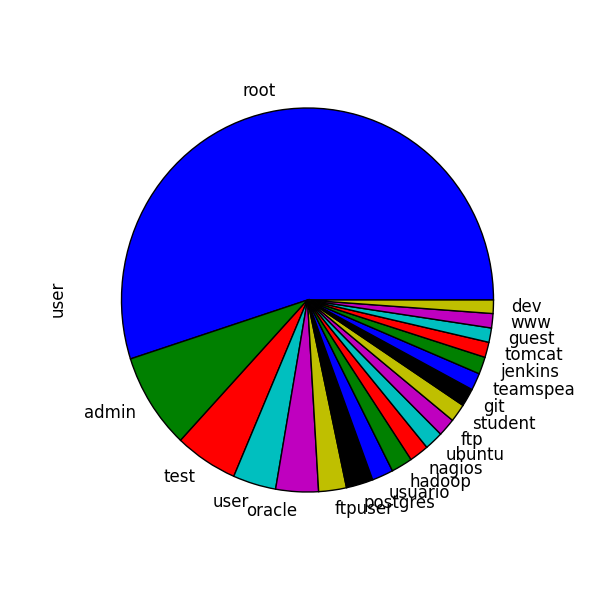 root
user
dev
www
guest
tomcat
jenkins
teamspea
git
student
ftp
ubuntu
nagios
hadoop
usuario
postgres
ftpuser
oracle
user
test
admin